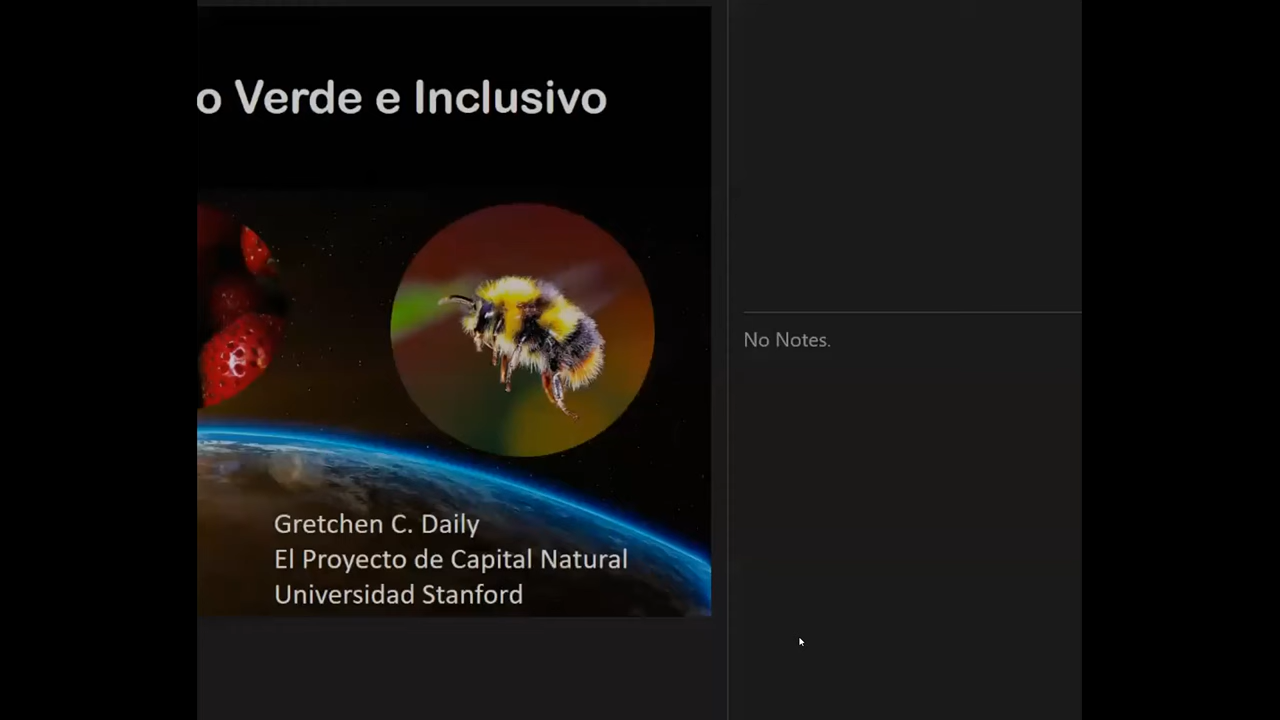 o Verde e Inclusivo
No Notes.
Gretchen C. Daily
El Proyecto de Capital Natural
Universidad Stanford